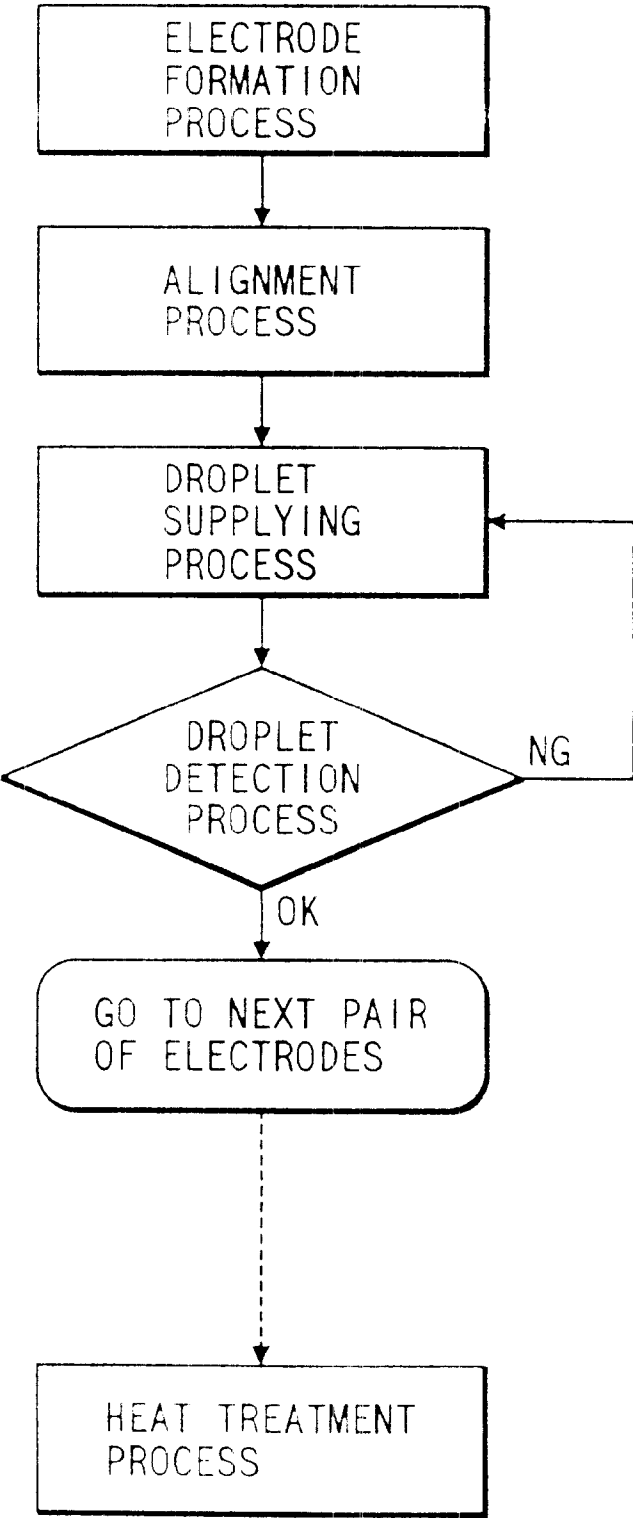 ELECTRODE
FORMATION
PROCESS
ALIGNMENT
PROCESS
DROPLET
SUPPLYING
PROCESS
DROPLET
DETECTION
PROCESS
NG
OK
GO TO NEXT PAIR
OF ELECTRODES
HEAT TREATMENT
PROCESS